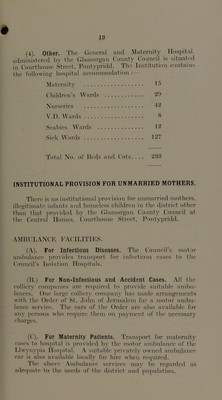 19
(4). Other. The General and Maternity Hospital
administered by the Glamorgan County Council is situated
in Courthouse Street, Pontypridd. The Institution contains
the following hospital accommodation :—
Maternity ................ 15
Children's Wards ................ 29
Nurseries ................ 42
V.D. Wards ................ 8
Scabies Wards ................ 12
Sick Wards ................ 127
Total No. of Beds and Cots.... 233
INSTITUTIONAL PROVISION FOR UNMARRIED MOTHERS.
There is no institutional provision for unmarried mothers,
illegitimate infants and homeless children in the district other
than that provided by the Glamorgan County Council at
the Central Homes, Courthouse Street, Pontypridd.
AMBULANCE FACILITIES.
(A). For Infectious Diseases. The Council's motor
ambulance provides transport for infectious cases to the
Council's Isolation Hospitals.
(B.) For Non-Infectious and Accident Cases. All the
colliery companies are required to provide suitable ambu-
lances. One large colliery company has made arrangements
with the Order of St. John of Jerusalem for a motor ambu-
lance service. The cars of the Order are also available for
any persons who require them on payment of the necessary
charges.
(C). For Maternity Patients. Transport for maternity
cases to hospital is provided by the motor ambulance of the
Llwynypia Hospital. A suitable privately owned ambulance
car is also available locally for hire when required.
The above Ambulance services may be regarded as
adequate to the needs of the district and population.